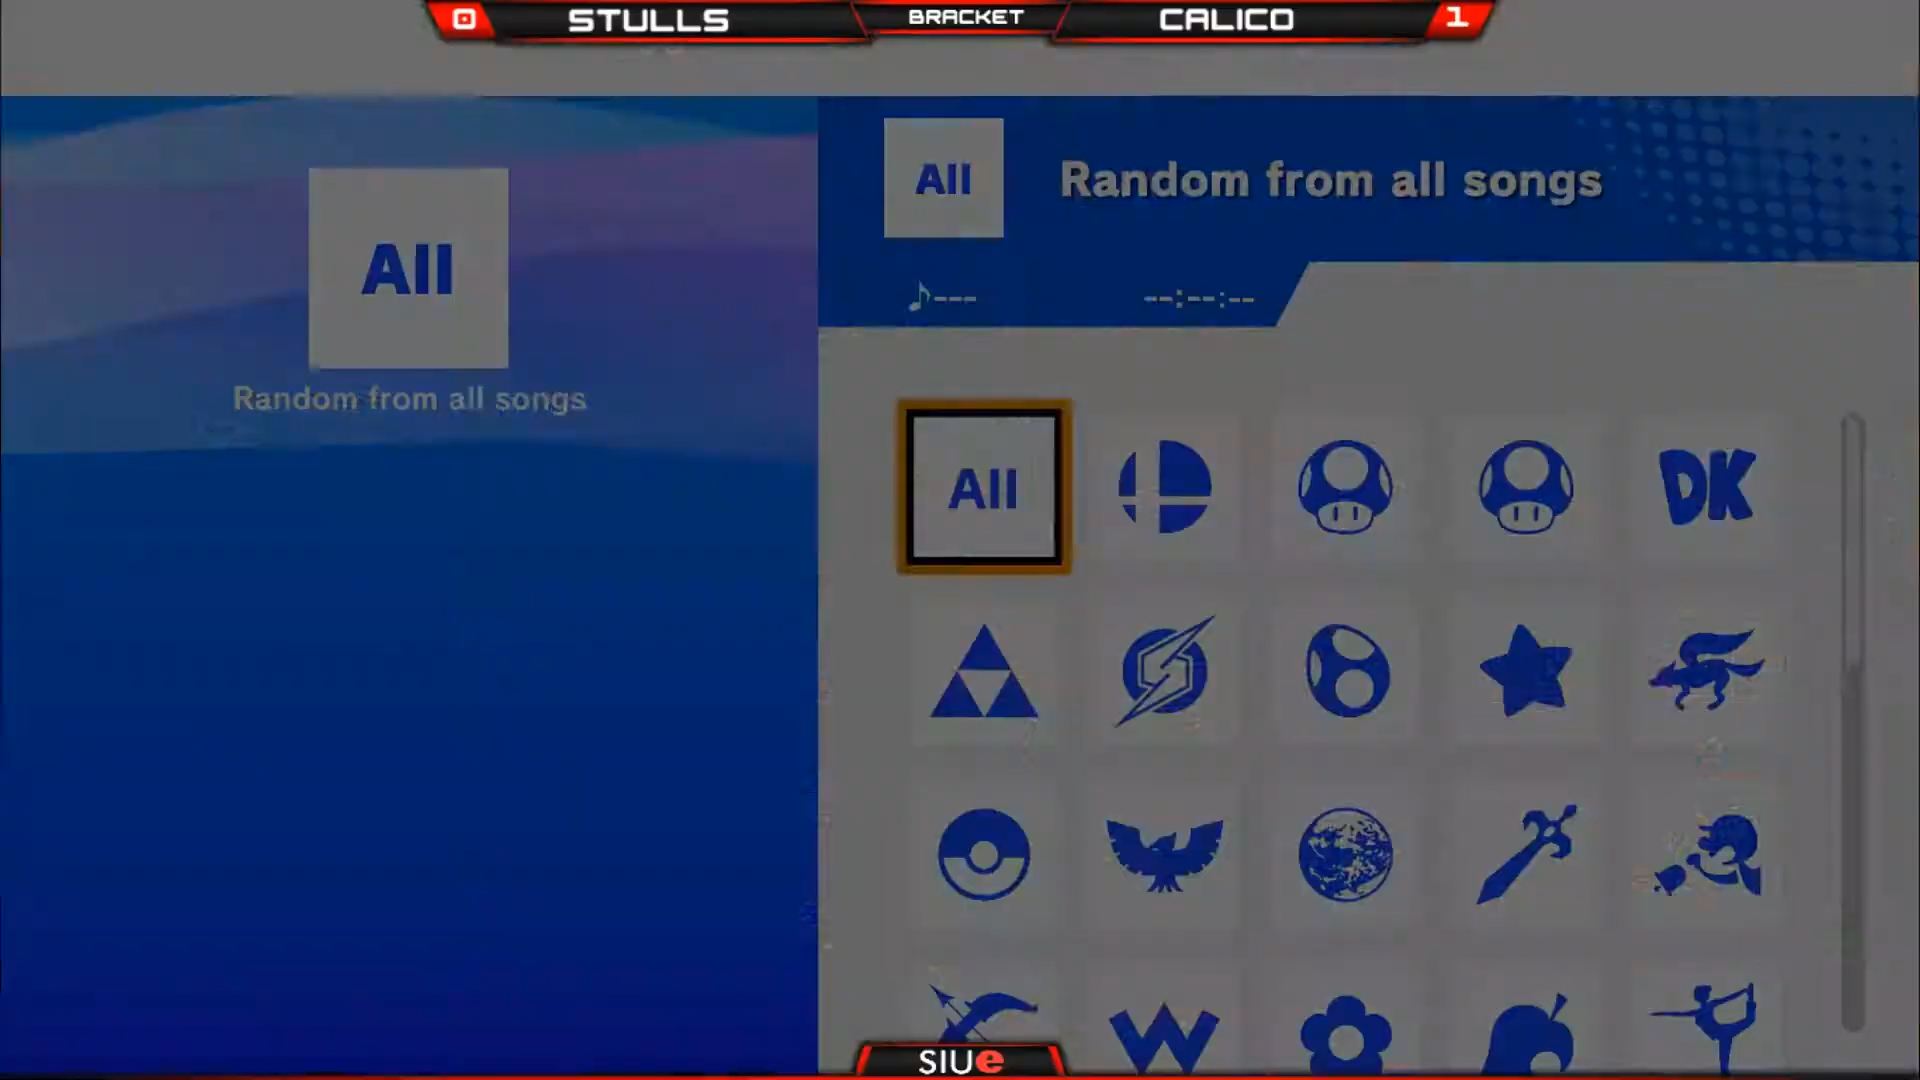 0 STULLS BRACKET CALICO 1
All
Random from all songs
All
Random from all songs
♪--- --:--:--
All
DK
W
SIUe